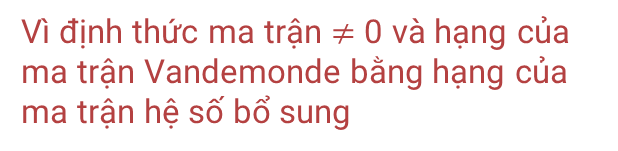 Vì định thức ma trận ≠ 0 và hạng của
ma trận Vandemonde bằng hạng của
ma trận hệ số bổ sung